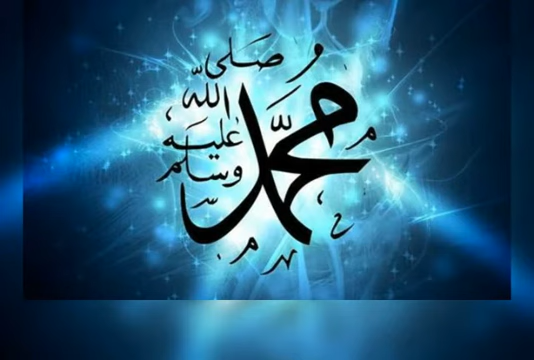 محمد
صلى
الله
عليه
وسلم